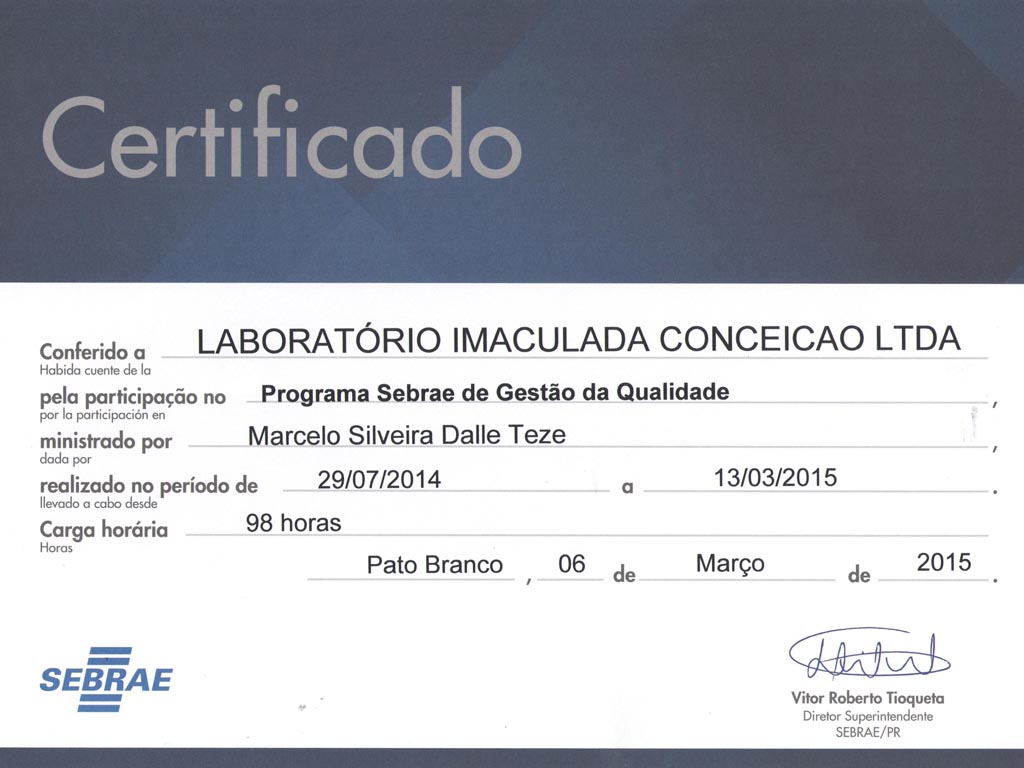 Certificado
Conferido a LABORATÓRIO IMACULADA CONCEICAO LTDA
Habida cuente de la
pela participação no Programa Sebrae de Gestão da Qualidade,
por la participación en
ministrado por Marcelo Silveira Dalle Teze,
dada por
realizado no período de 29/07/2014 a 13/03/2015.
llevado a cabo desde
Carga horária 98 horas
Horas
Pato Branco, 06 de Março de 2015.
SEBRAE
Vitor Roberto Tioqueta
Diretor Superintendente
SEBRAE/PR